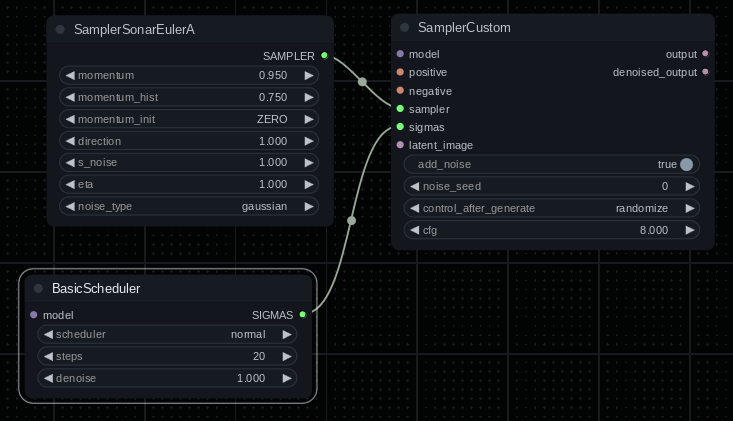 SamplerSonarEulerA
SAMPLER
momentum 0.950
momentum_hist 0.750
momentum_init ZERO
direction 1.000
s_noise 1.000
eta 1.000
noise_type gaussian
SamplerCustom
model output
positive denoised_output
negative
sampler
sigmas
latent_image
add_noise true
noise_seed 0
control_after_generate randomize
cfg 8.000
BasicScheduler
model SIGMAS
scheduler normal
steps 20
denoise 1.000